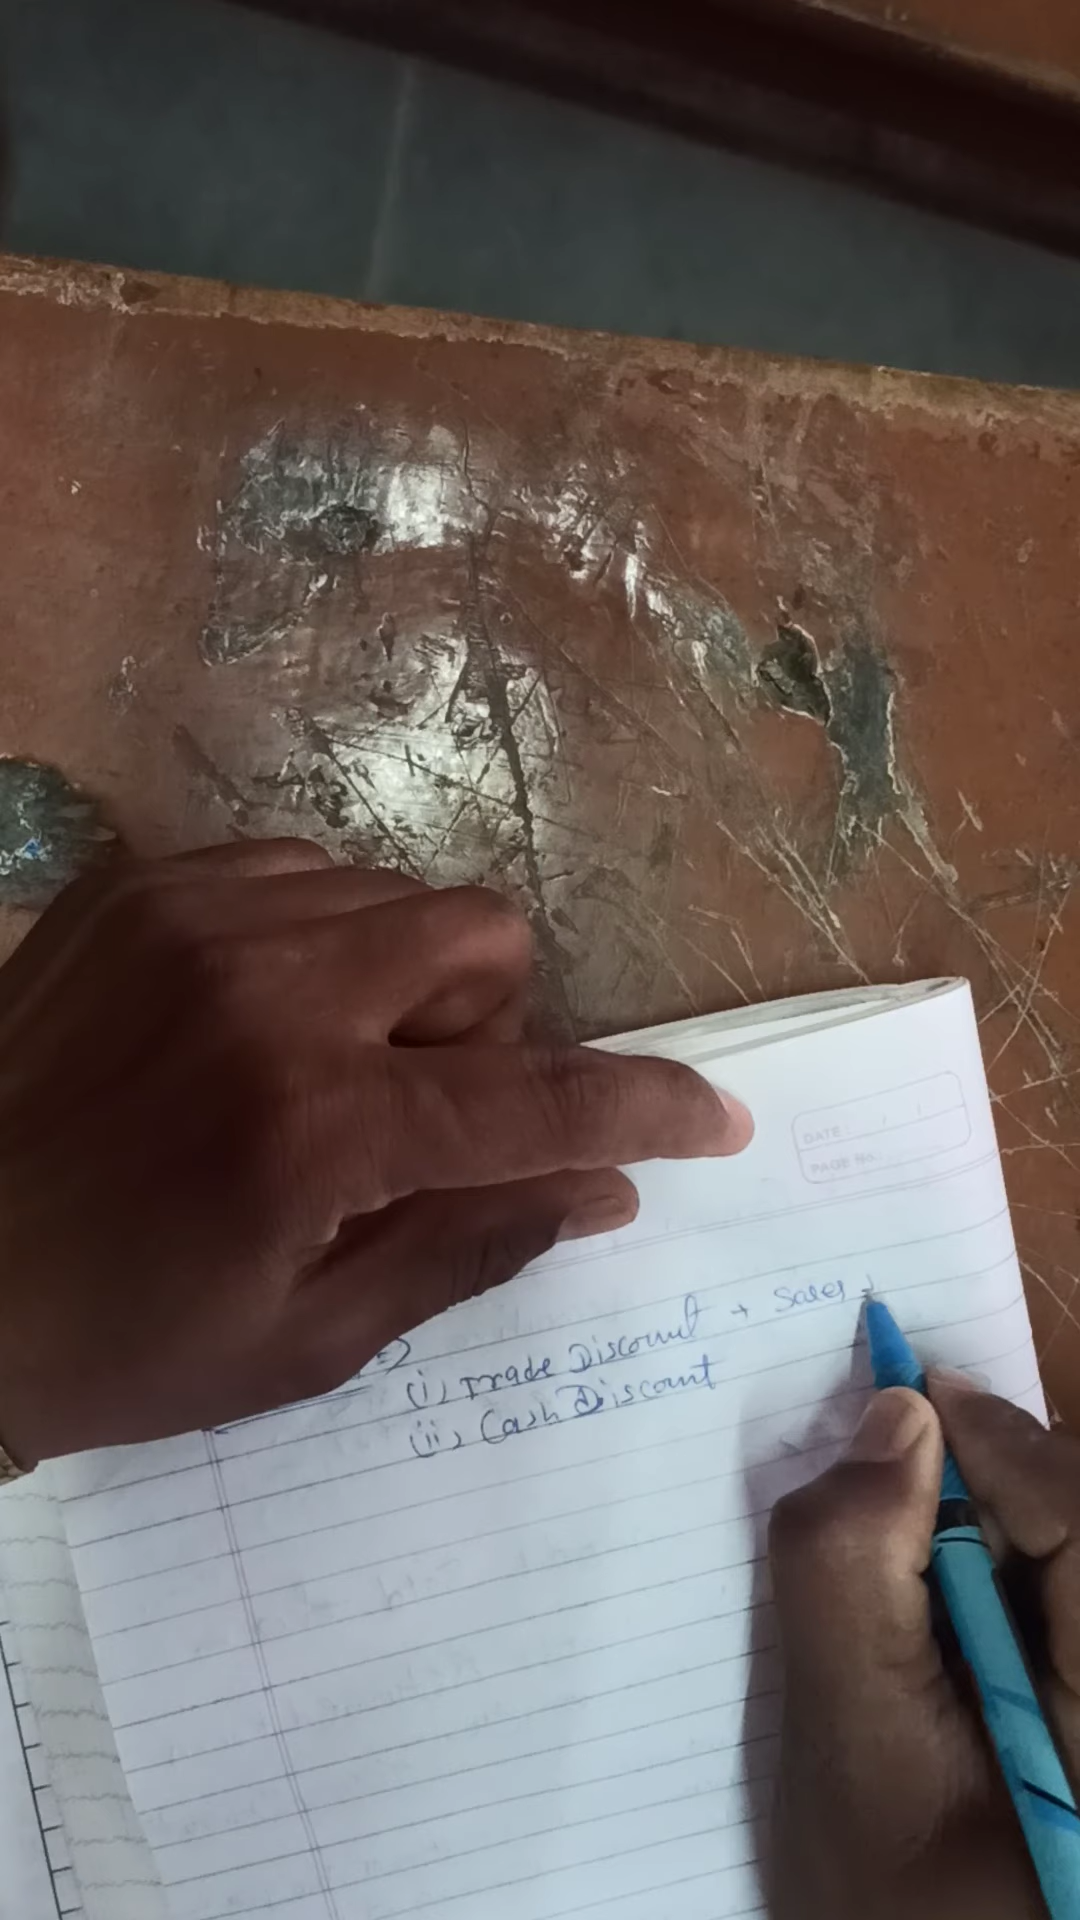 DATE : / /
PAGE No.
(i) Trade Discount + Sales
(ii) Cash Discount